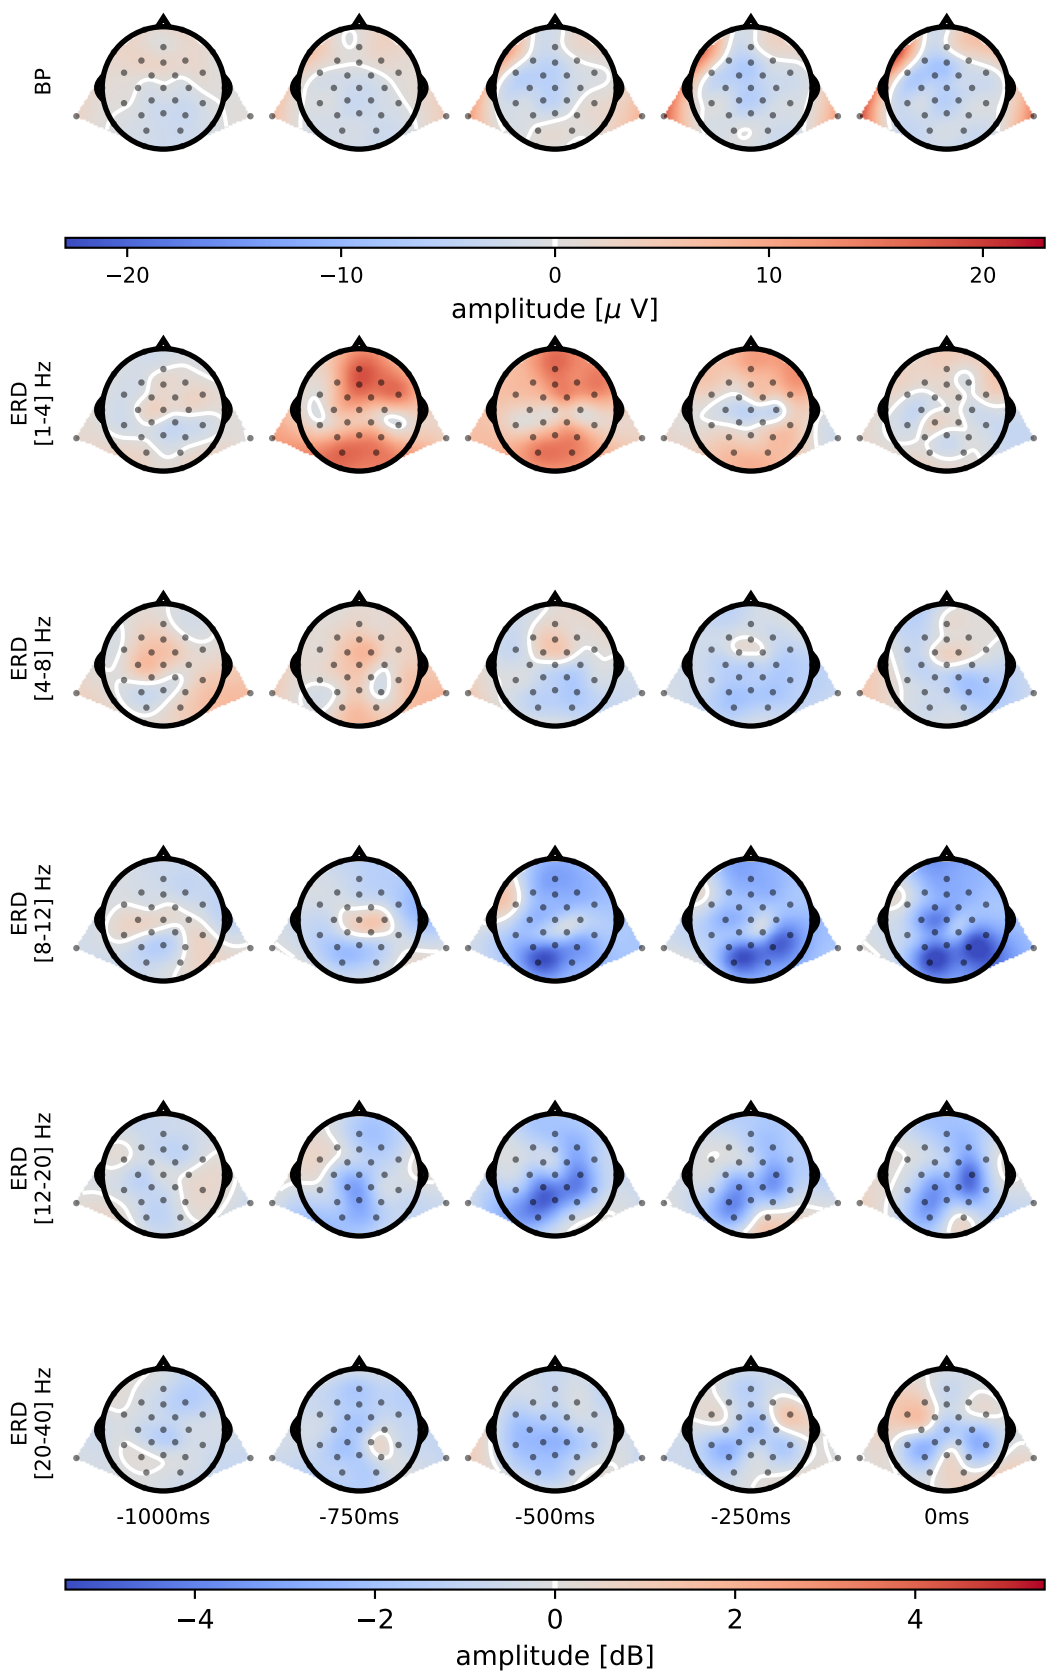 BP
−20 −10 0 10 20
amplitude [μ V]
ERD
[1-4] Hz
ERD
[4-8] Hz
ERD
[8-12] Hz
ERD
[12-20] Hz
ERD
[20-40] Hz
-1000ms -750ms -500ms -250ms 0ms
−4 −2 0 2 4
amplitude [dB]